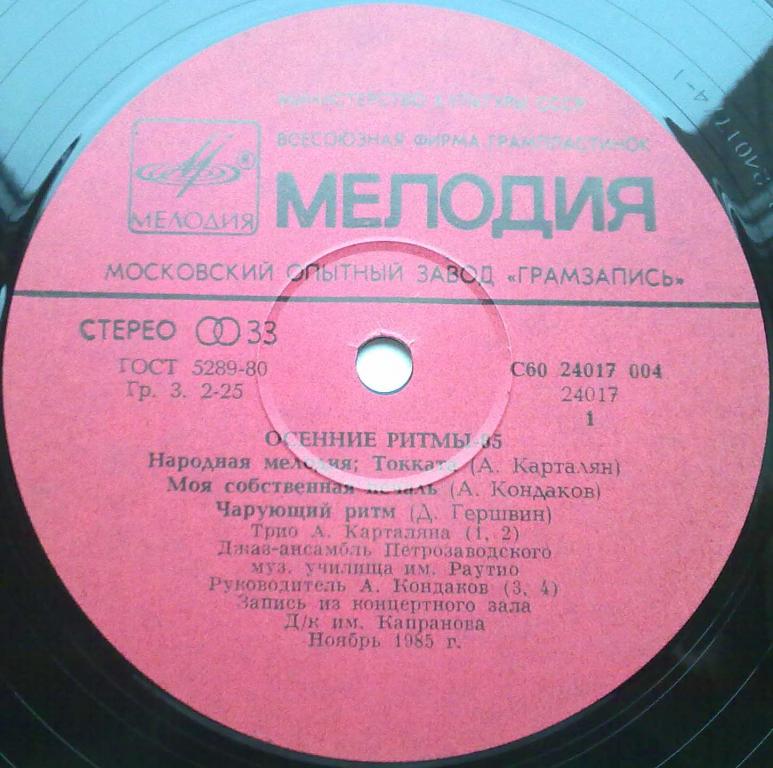 МИНИСТЕРСТВО КУЛЬТУРЫ СССР
ВСЕСОЮЗНАЯ ФИРМА ГРАМПЛАСТИНОК
МЕЛОДИЯ
МЕЛОДИЯ
МОСКОВСКИЙ ОПЫТНЫЙ ЗАВОД «ГРАМЗАПИСЬ»
СТЕРЕО 33
ГОСТ 5289-80
Гр. 3. 2-25
С60 24017 004
24017
1
ОСЕННИЕ РИТМЫ-85
Народная мелодия; Токката (А. Карталян)
Моя собственная печаль (А. Кондаков)
Чарующий ритм (Д. Гершвин)
Трио А. Карталяна (1, 2)
Джаз-ансамбль Петрозаводского
муз. училища им. Раутио
Руководитель А. Кондаков (3, 4)
Запись из концертного зала
Д/к им. Капранова
Ноябрь 1985 г.